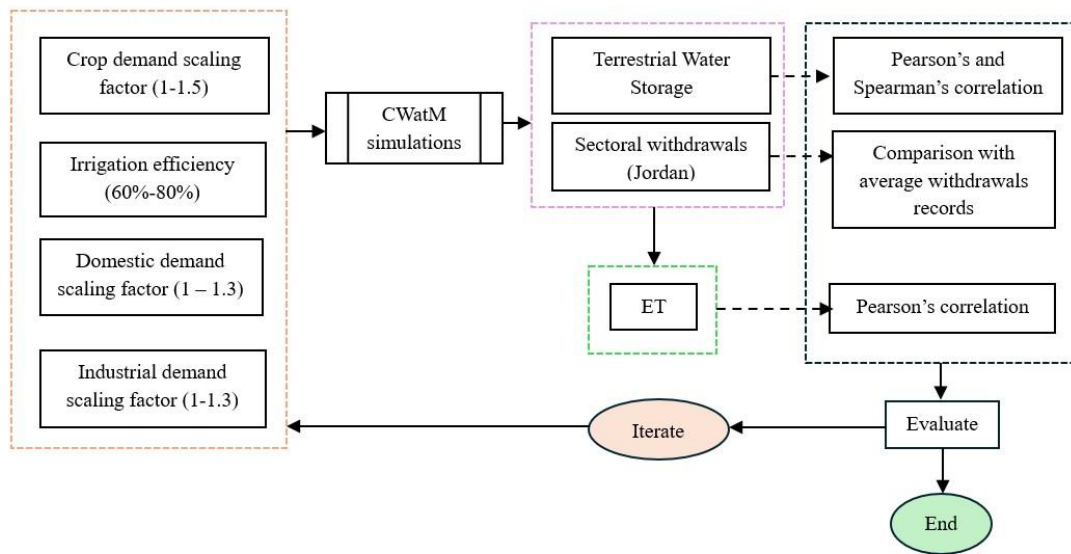 Crop demand scaling
factor (1-1.5)
Irrigation efficiency
(60%-80%)
Domestic demand
scaling factor (1 – 1.3)
Industrial demand
scaling factor (1-1.3)
CWatM
simulations
Terrestrial Water
Storage
Sectoral withdrawals
(Jordan)
ET
Pearson’s and
Spearman’s correlation
Comparison with
average withdrawals
records
Pearson’s correlation
Evaluate
Iterate
End